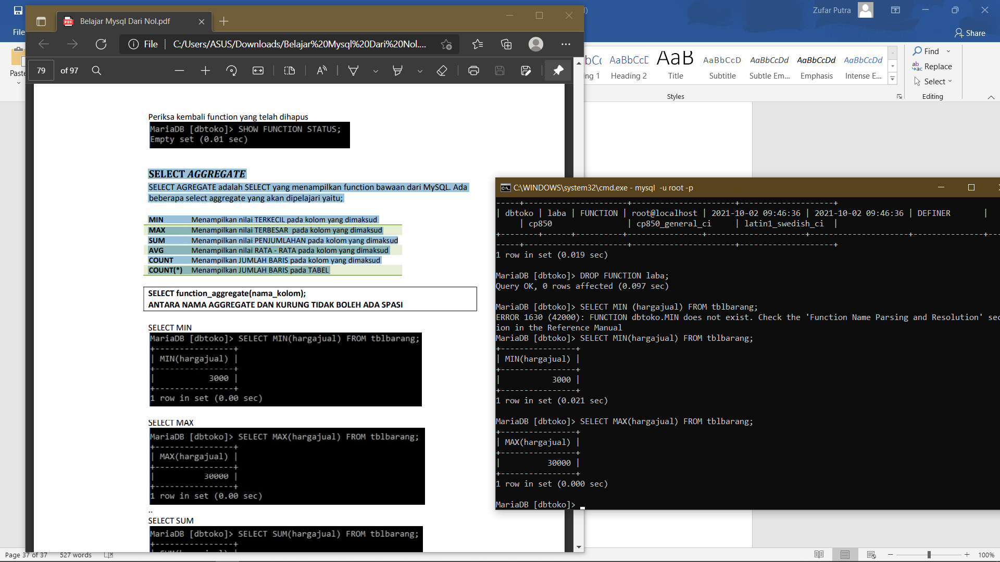 Zufar Putra
Share
File
Paste
Belajar Mysql Dari Nol.pdf
File
C:/Users/ASUS/Downloads/Belajar%20Mysql%20Dari%20Nol....
79 of 97
AaBbCcD
AaB
AaBbCcD
AaBbCcDd
AaBbCcDd
AaBbCcDd
ing 1
Heading 2
Title
Subtitle
Subtle Em...
Emphasis
Intense E...
Styles
Find
Replace
Select
Editing
Periksa kembali function yang telah dihapus
MariaDB [dbtoko]> SHOW FUNCTION STATUS;
Empty set (0.01 sec)
SELECT AGGREGATE
SELECT AGREGATE adalah SELECT yang menampilkan function bawaan dari MySQL. Ada
beberapa select aggregate yang akan dipelajari yaitu;
MIN Menampilkan nilai TERKECIL pada kolom yang dimaksud
MAX Menampilkan nilai TERBESAR pada kolom yang dimaksud
SUM Menampilkan nilai PENJUMLAHAN pada kolom yang dimaksud
AVG Menampilkan nilai RATA - RATA pada kolom yang dimaksud
COUNT Menampilkan JUMLAH BARIS pada kolom yang dimaksud
COUNT(*) Menampilkan JUMLAH BARIS pada TABEL
SELECT function_aggregate(nama_kolom);
ANTARA NAMA AGGREGATE DAN KURUNG TIDAK BOLEH ADA SPASI
SELECT MIN
MariaDB [dbtoko]> SELECT MIN(hargajual) FROM tblbarang;
+----------------+
| MIN(hargajual) |
+----------------+
| 3000 |
+----------------+
1 row in set (0.00 sec)
SELECT MAX
MariaDB [dbtoko]> SELECT MAX(hargajual) FROM tblbarang;
+----------------+
| MAX(hargajual) |
+----------------+
| 30000 |
+----------------+
1 row in set (0.00 sec)
..
SELECT SUM
MariaDB [dbtoko]> SELECT SUM(hargajual) FROM tblbarang;
+----------------+
C:\WINDOWS\system32\cmd.exe - mysql -u root -p
-----+----------------------+----------------------+--------------------+
| dbtoko | laba | FUNCTION | root@localhost | 2021-10-02 09:46:36 | 2021-10-02 09:46:36 | DEFINER |
| cp850 | cp850_general_ci | latin1_swedish_ci |
+--------+------+----------+----------------+---------------------+---------------------+---------------+---
-----+----------------------+----------------------+--------------------+
1 row in set (0.019 sec)
MariaDB [dbtoko]> DROP FUNCTION laba;
Query OK, 0 rows affected (0.097 sec)
MariaDB [dbtoko]> SELECT MIN (hargajual) FROM tblbarang;
ERROR 1630 (42000): FUNCTION dbtoko.MIN does not exist. Check the 'Function Name Parsing and Resolution' sec
ion in the Reference Manual
MariaDB [dbtoko]> SELECT MIN(hargajual) FROM tblbarang;
+----------------+
| MIN(hargajual) |
+----------------+
| 3000 |
+----------------+
1 row in set (0.021 sec)
MariaDB [dbtoko]> SELECT MAX(hargajual) FROM tblbarang;
+----------------+
| MAX(hargajual) |
+----------------+
| 30000 |
+----------------+
1 row in set (0.000 sec)
MariaDB [dbtoko]>
Page 37 of 37
527 words
100%